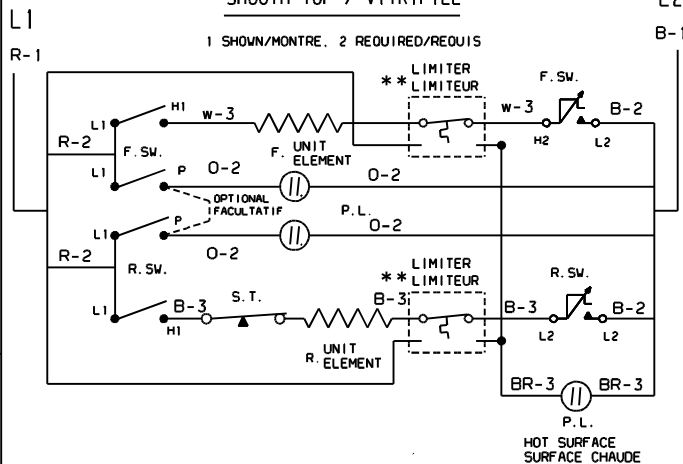 L1
R-1
B-1
1 SHOWN/MONTRE, 2 REQUIRED/REQUIS
LIMITER
** LIMITEUR
F.SW.
H1
W-3
W-3
B-2
L1
H2
L2
R-2
F.SW.
F. UNIT
ELEMENT
L1
P
O-2
O-2
OPTIONAL
FACULTATIF
P
P.L.
L1
O-2
O-2
R-2
R.SW.
LIMITER
** LIMITEUR
R.SW.
S.T.
B-3
B-3
B-3
B-2
L1
H1
L2
L2
R. UNIT
ELEMENT
BR-3
BR-3
P.L.
HOT SURFACE
SURFACE CHAUDE